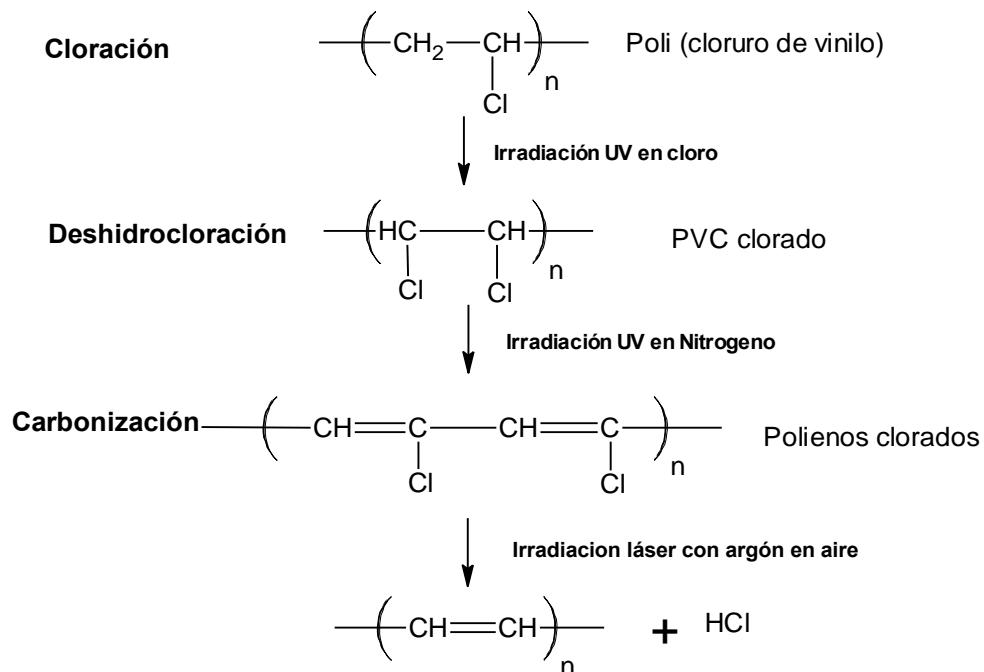 Cloración
CH2 CH
Cl
n
Poli (cloruro de vinilo)
Irradiación UV en cloro
Deshidrocloración
HC CH
Cl Cl
n
PVC clorado
Irradiación UV en Nitrogeno
Carbonización
CH C CH C
Cl Cl
n
Polienos clorados
Irradiacion láser con argón en aire
CH CH
n
+ HCl